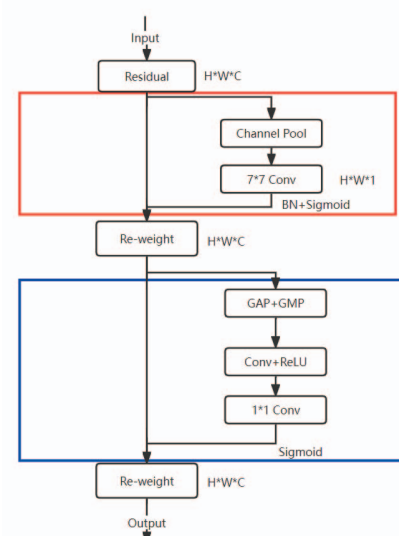 Input
Residual H*W*C
Channel Pool
7*7 Conv H*W*1
BN+Sigmoid
Re-weight H*W*C
GAP+GMP
Conv+ReLU
1*1 Conv
Sigmoid
Re-weight H*W*C
Output